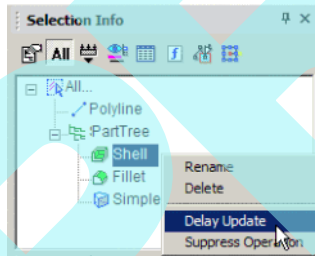 Selection Info
All
All...
Polyline
PartTree
Shell
Fillet
Simple
Rename
Delete
Delay Update
Suppress Operation